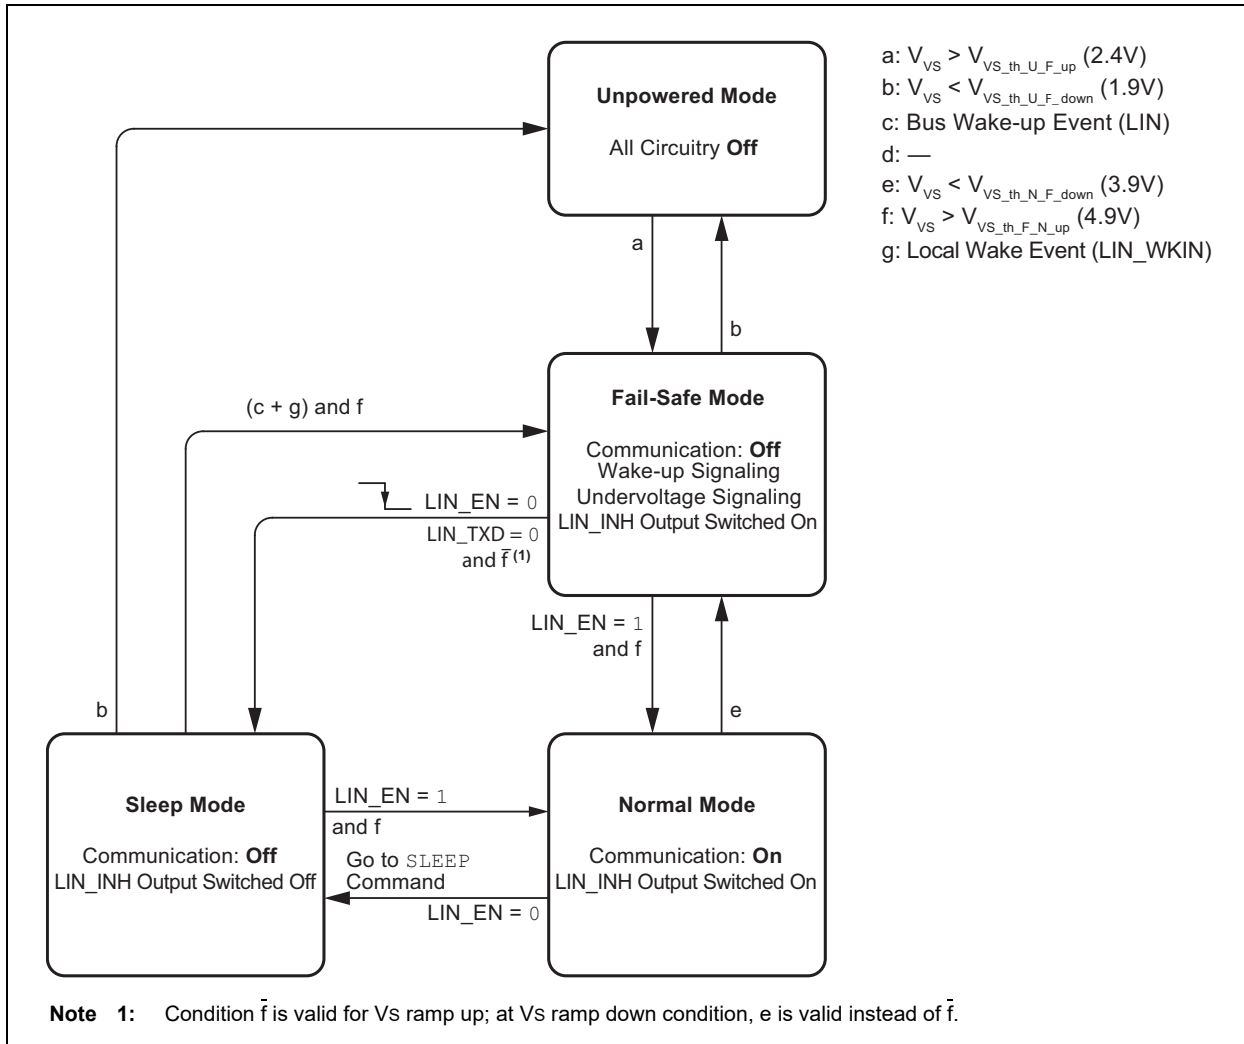 Unpowered Mode
All Circuitry Off
a: VVS > VVS_th_U_F_up (2.4V)
b: VVS < VVS_th_U_F_down (1.9V)
c: Bus Wake-up Event (LIN)
d: —
e: VVS < VVS_th_N_F_down (3.9V)
f: VVS > VVS_th_F_N_up (4.9V)
g: Local Wake Event (LIN_WKIN)
a
b
(c + g) and f
Fail-Safe Mode
Communication: Off
Wake-up Signaling
Undervoltage Signaling
LIN_INH Output Switched On
LIN_EN = 0
LIN_TXD = 0
and f̅ (1)
LIN_EN = 1
and f
e
b
Sleep Mode
Communication: Off
LIN_INH Output Switched Off
LIN_EN = 1
and f
Go to SLEEP
Command
LIN_EN = 0
Normal Mode
Communication: On
LIN_INH Output Switched On
Note 1: Condition f̅ is valid for VS ramp up; at VS ramp down condition, e is valid instead of f̅.